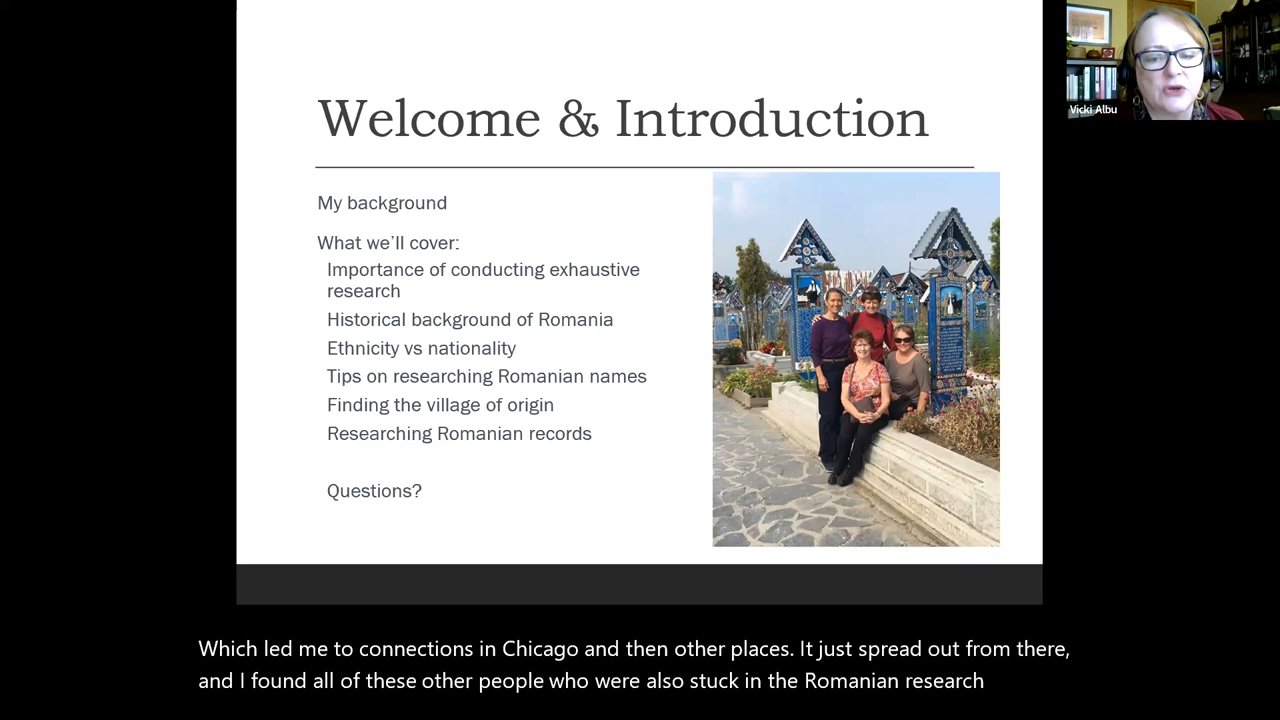 Welcome & Introduction
Vicki Albu
My background
What we'll cover:
Importance of conducting exhaustive
research
Historical background of Romania
Ethnicity vs nationality
Tips on researching Romanian names
Finding the village of origin
Researching Romanian records
Questions?
Which led me to connections in Chicago and then other places. It just spread out from there,
and I found all of these other people who were also stuck in the Romanian research